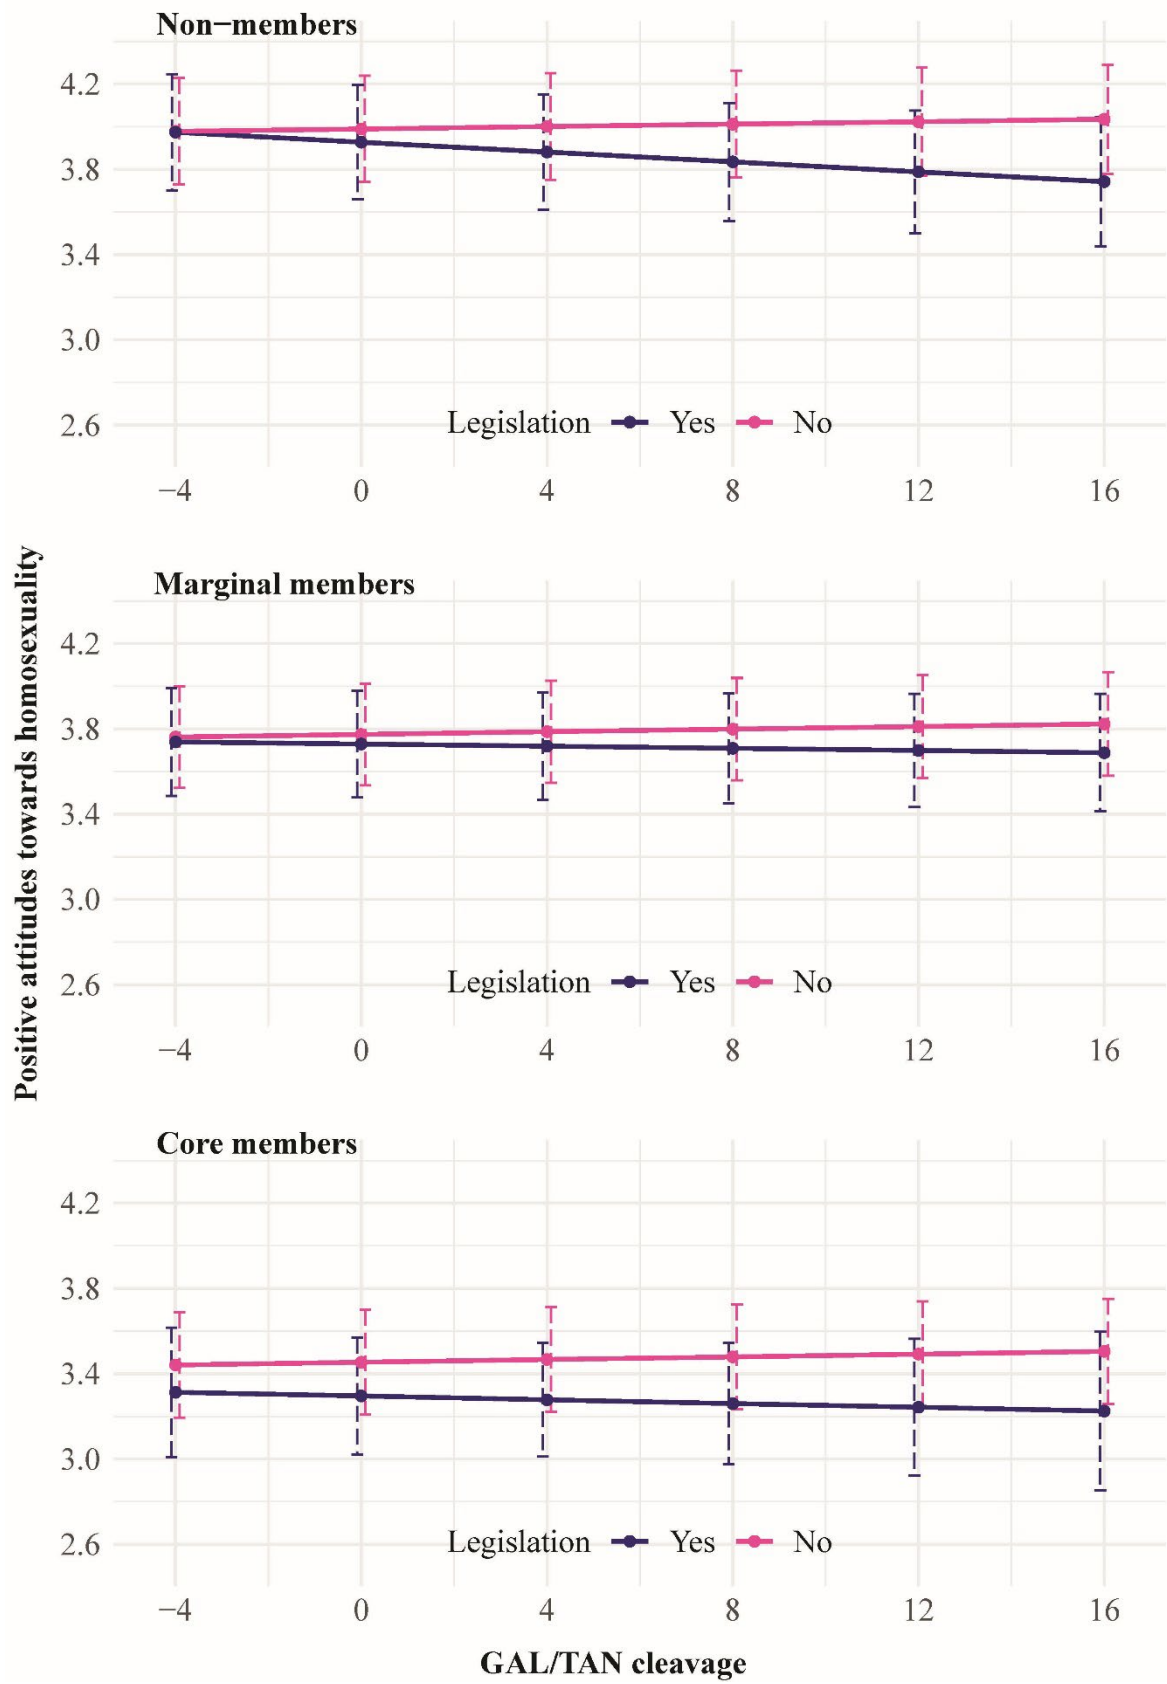 Non−members
4.2
3.8
3.4
3.0
2.6
Legislation Yes No
−4 0 4 8 12 16
Positive attitudes towards homosexuality
Marginal members
4.2
3.8
3.4
3.0
2.6
Legislation Yes No
−4 0 4 8 12 16
Core members
4.2
3.8
3.4
3.0
2.6
Legislation Yes No
−4 0 4 8 12 16
GAL/TAN cleavage